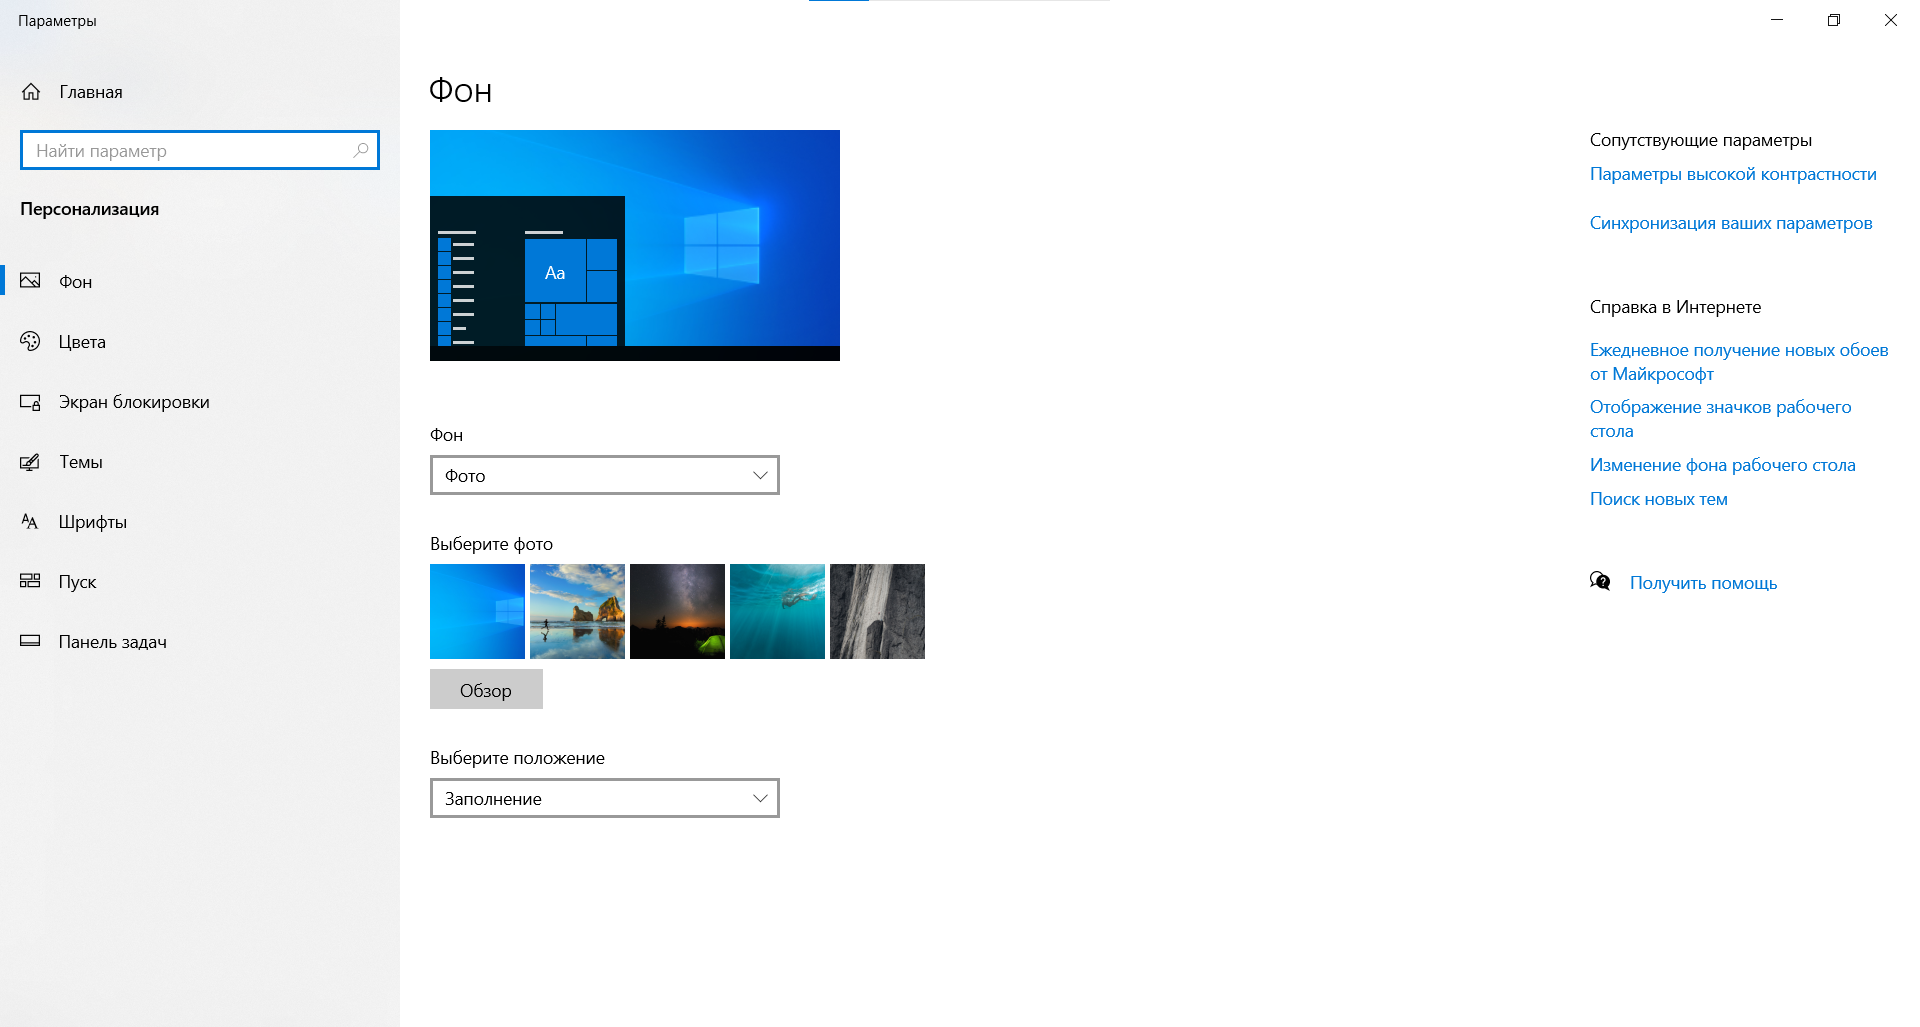 Параметры
Главная
Найти параметр
Персонализация
Фон
Цвета
Экран блокировки
Темы
Шрифты
Пуск
Панель задач
Фон
Aa
Фон
Фото
Выберите фото
Обзор
Выберите положение
Заполнение
Сопутствующие параметры
Параметры высокой контрастности
Синхронизация ваших параметров
Справка в Интернете
Ежедневное получение новых обоев
от Майкрософт
Отображение значков рабочего
стола
Изменение фона рабочего стола
Поиск новых тем
Получить помощь